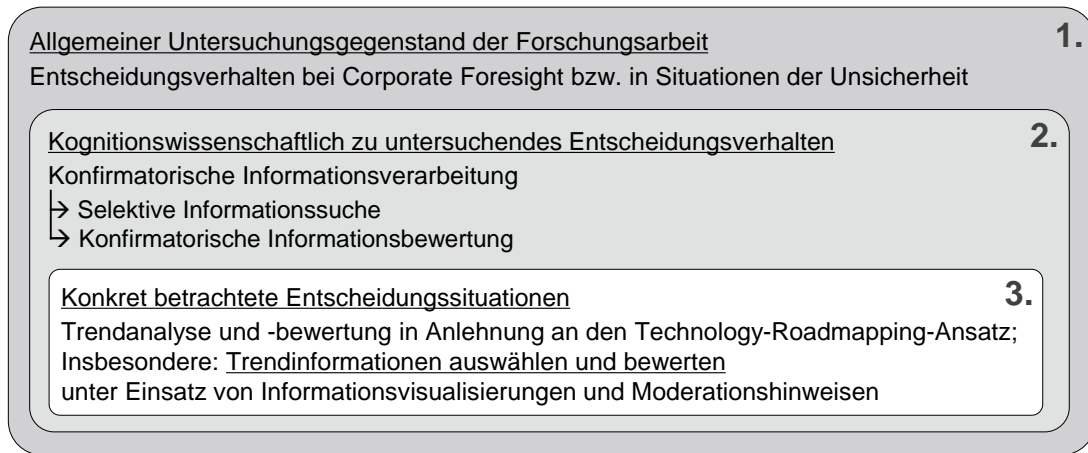 Allgemeiner Untersuchungsgegenstand der Forschungsarbeit 1.
Entscheidungsverhalten bei Corporate Foresight bzw. in Situationen der Unsicherheit
Kognitionswissenschaftlich zu untersuchendes Entscheidungsverhalten 2.
Konfirmatorische Informationsverarbeitung
→ Selektive Informationssuche
→ Konfirmatorische Informationsbewertung
Konkret betrachtete Entscheidungssituationen 3.
Trendanalyse und -bewertung in Anlehnung an den Technology-Roadmapping-Ansatz;
Insbesondere: Trendinformationen auswählen und bewerten
unter Einsatz von Informationsvisualisierungen und Moderationshinweisen